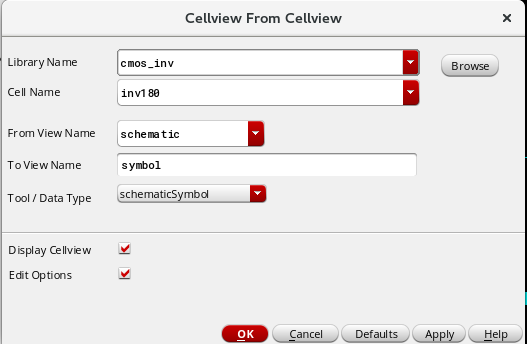 Cellview From Cellview
Library Name cmos_inv Browse
Cell Name inv180
From View Name schematic
To View Name symbol
Tool / Data Type schematicSymbol
Display Cellview
Edit Options
OK Cancel Defaults Apply Help